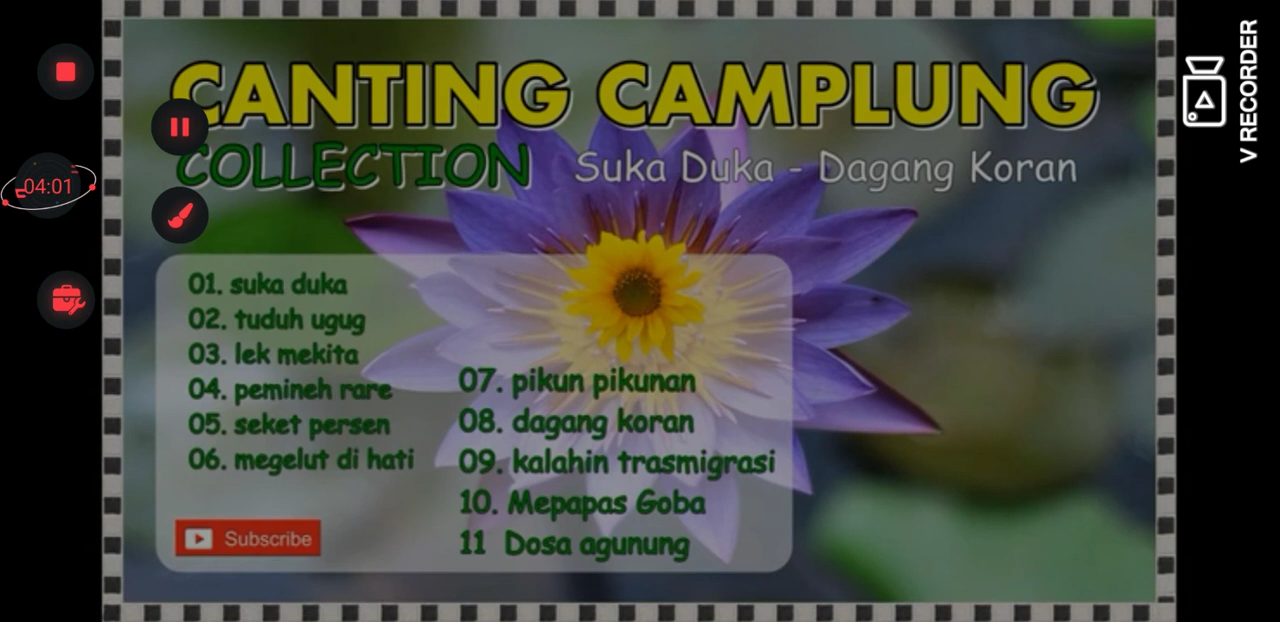 CANTING CAMPLUNG
COLLECTION
Suka Duka - Dagang Koran
01. suka duka
02. tuduh ugug
03. lek mekita
04. pemineh rare
05. seket persen
06. megelut di hati
07. pikun pikunan
08. dagang koran
09. kalahin trasmigrasi
10. Mepapas Goba
11 Dosa agunung
Subscribe
04:01
V RECORDER